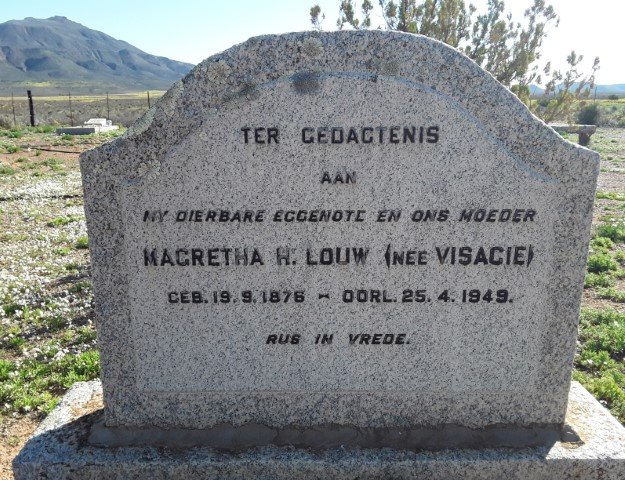 TER GEDAGTENIS
AAN
MY DIERBARE EGGENOTE EN ONS MOEDER
MAGRETHA H. LOUW (NEE VISAGIE)
GEB. 19. 9. 1876 - OORL. 25. 4. 1949.
RUS IN VREDE.